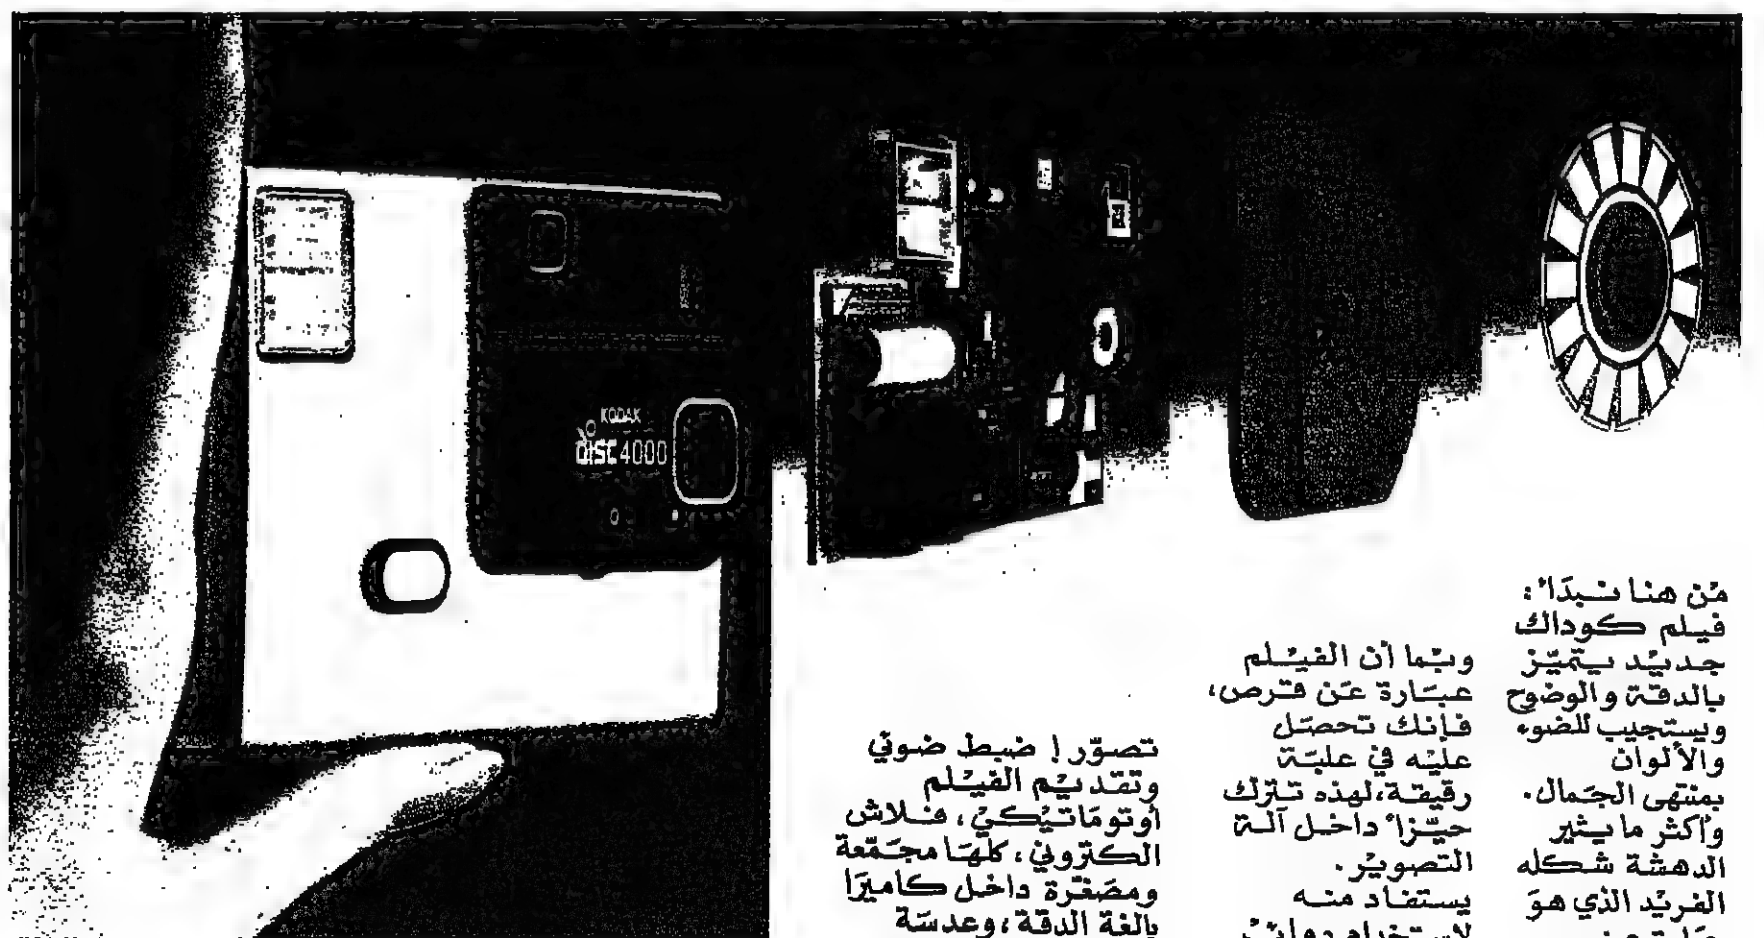 KODAK
DISC 4000
من هنا نبدأ:
فيلم كوداك
جديد يتميّز
بالدقة والوضوح
ويستجيب للضوء
والألوان
بمنتهى الجمال.
وأكثر ما يثير
الدهشة شكله
الفريد الذي هو
وبما أن الفيلم
عبارة عن قرص،
فإنك تحصل
عليه في علبة
رقيقة، لهذه تترك
حيّزاً داخل آلة
التصوير.
يستفاد منه
تصوّر! ضبط ضوئي
وتقديم الفيلم
أوتوماتيكي، فلاش
الكتروني، كلها مجمّعة
ومصغّرة داخل كاميرا
بالغة الدقة، وعدسة